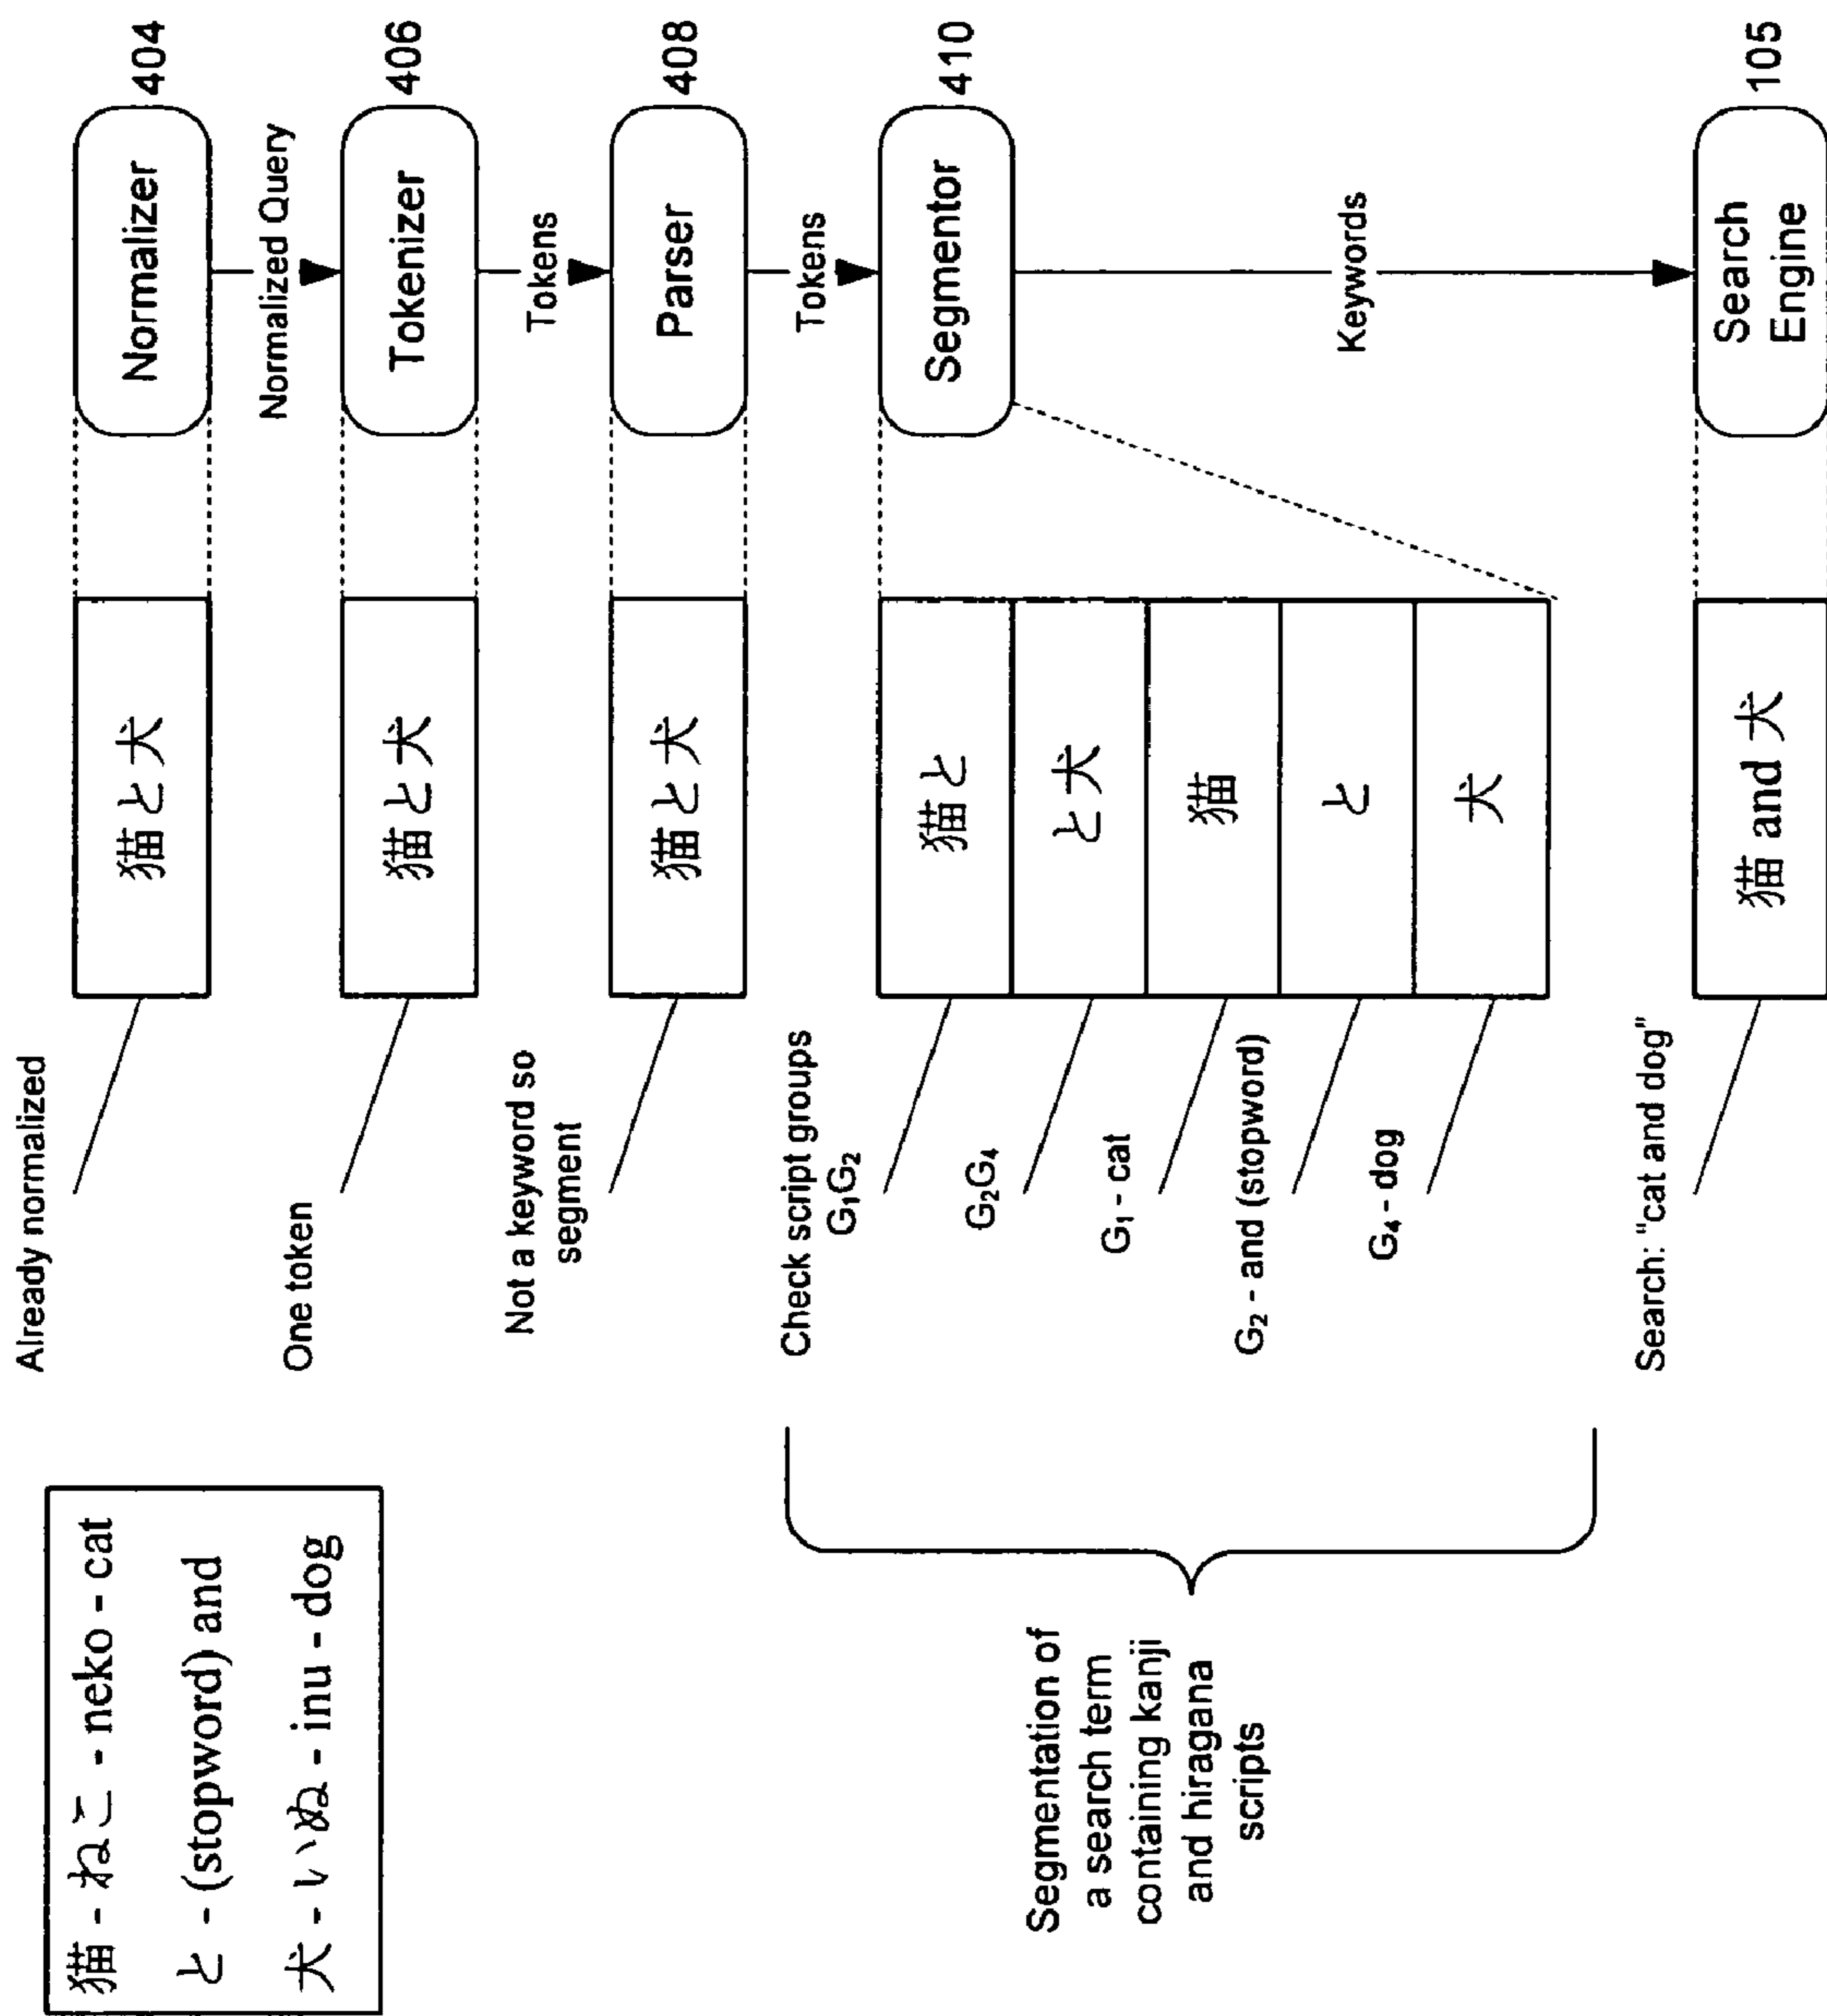 猫 - ねこ - neko - cat
と - (stopword) and
犬 - いぬ - inu - dog
Already normalized
猫と犬
Normalizer
404
Normalized Query
One token
猫と犬
Tokenizer
406
Tokens
Not a keyword so
segment
猫と犬
Parser
408
Tokens
Segmentation of
a search term
containing kanji
and hiragana
scripts
Check script groups
G₁G₂
猫と
G₂G₄
と犬
G₁ - cat
猫
G₂ - and (stopword)
と
G₄ - dog
犬
Segmentor
410
Keywords
Search: "cat and dog"
猫 and 犬
Search
Engine
105